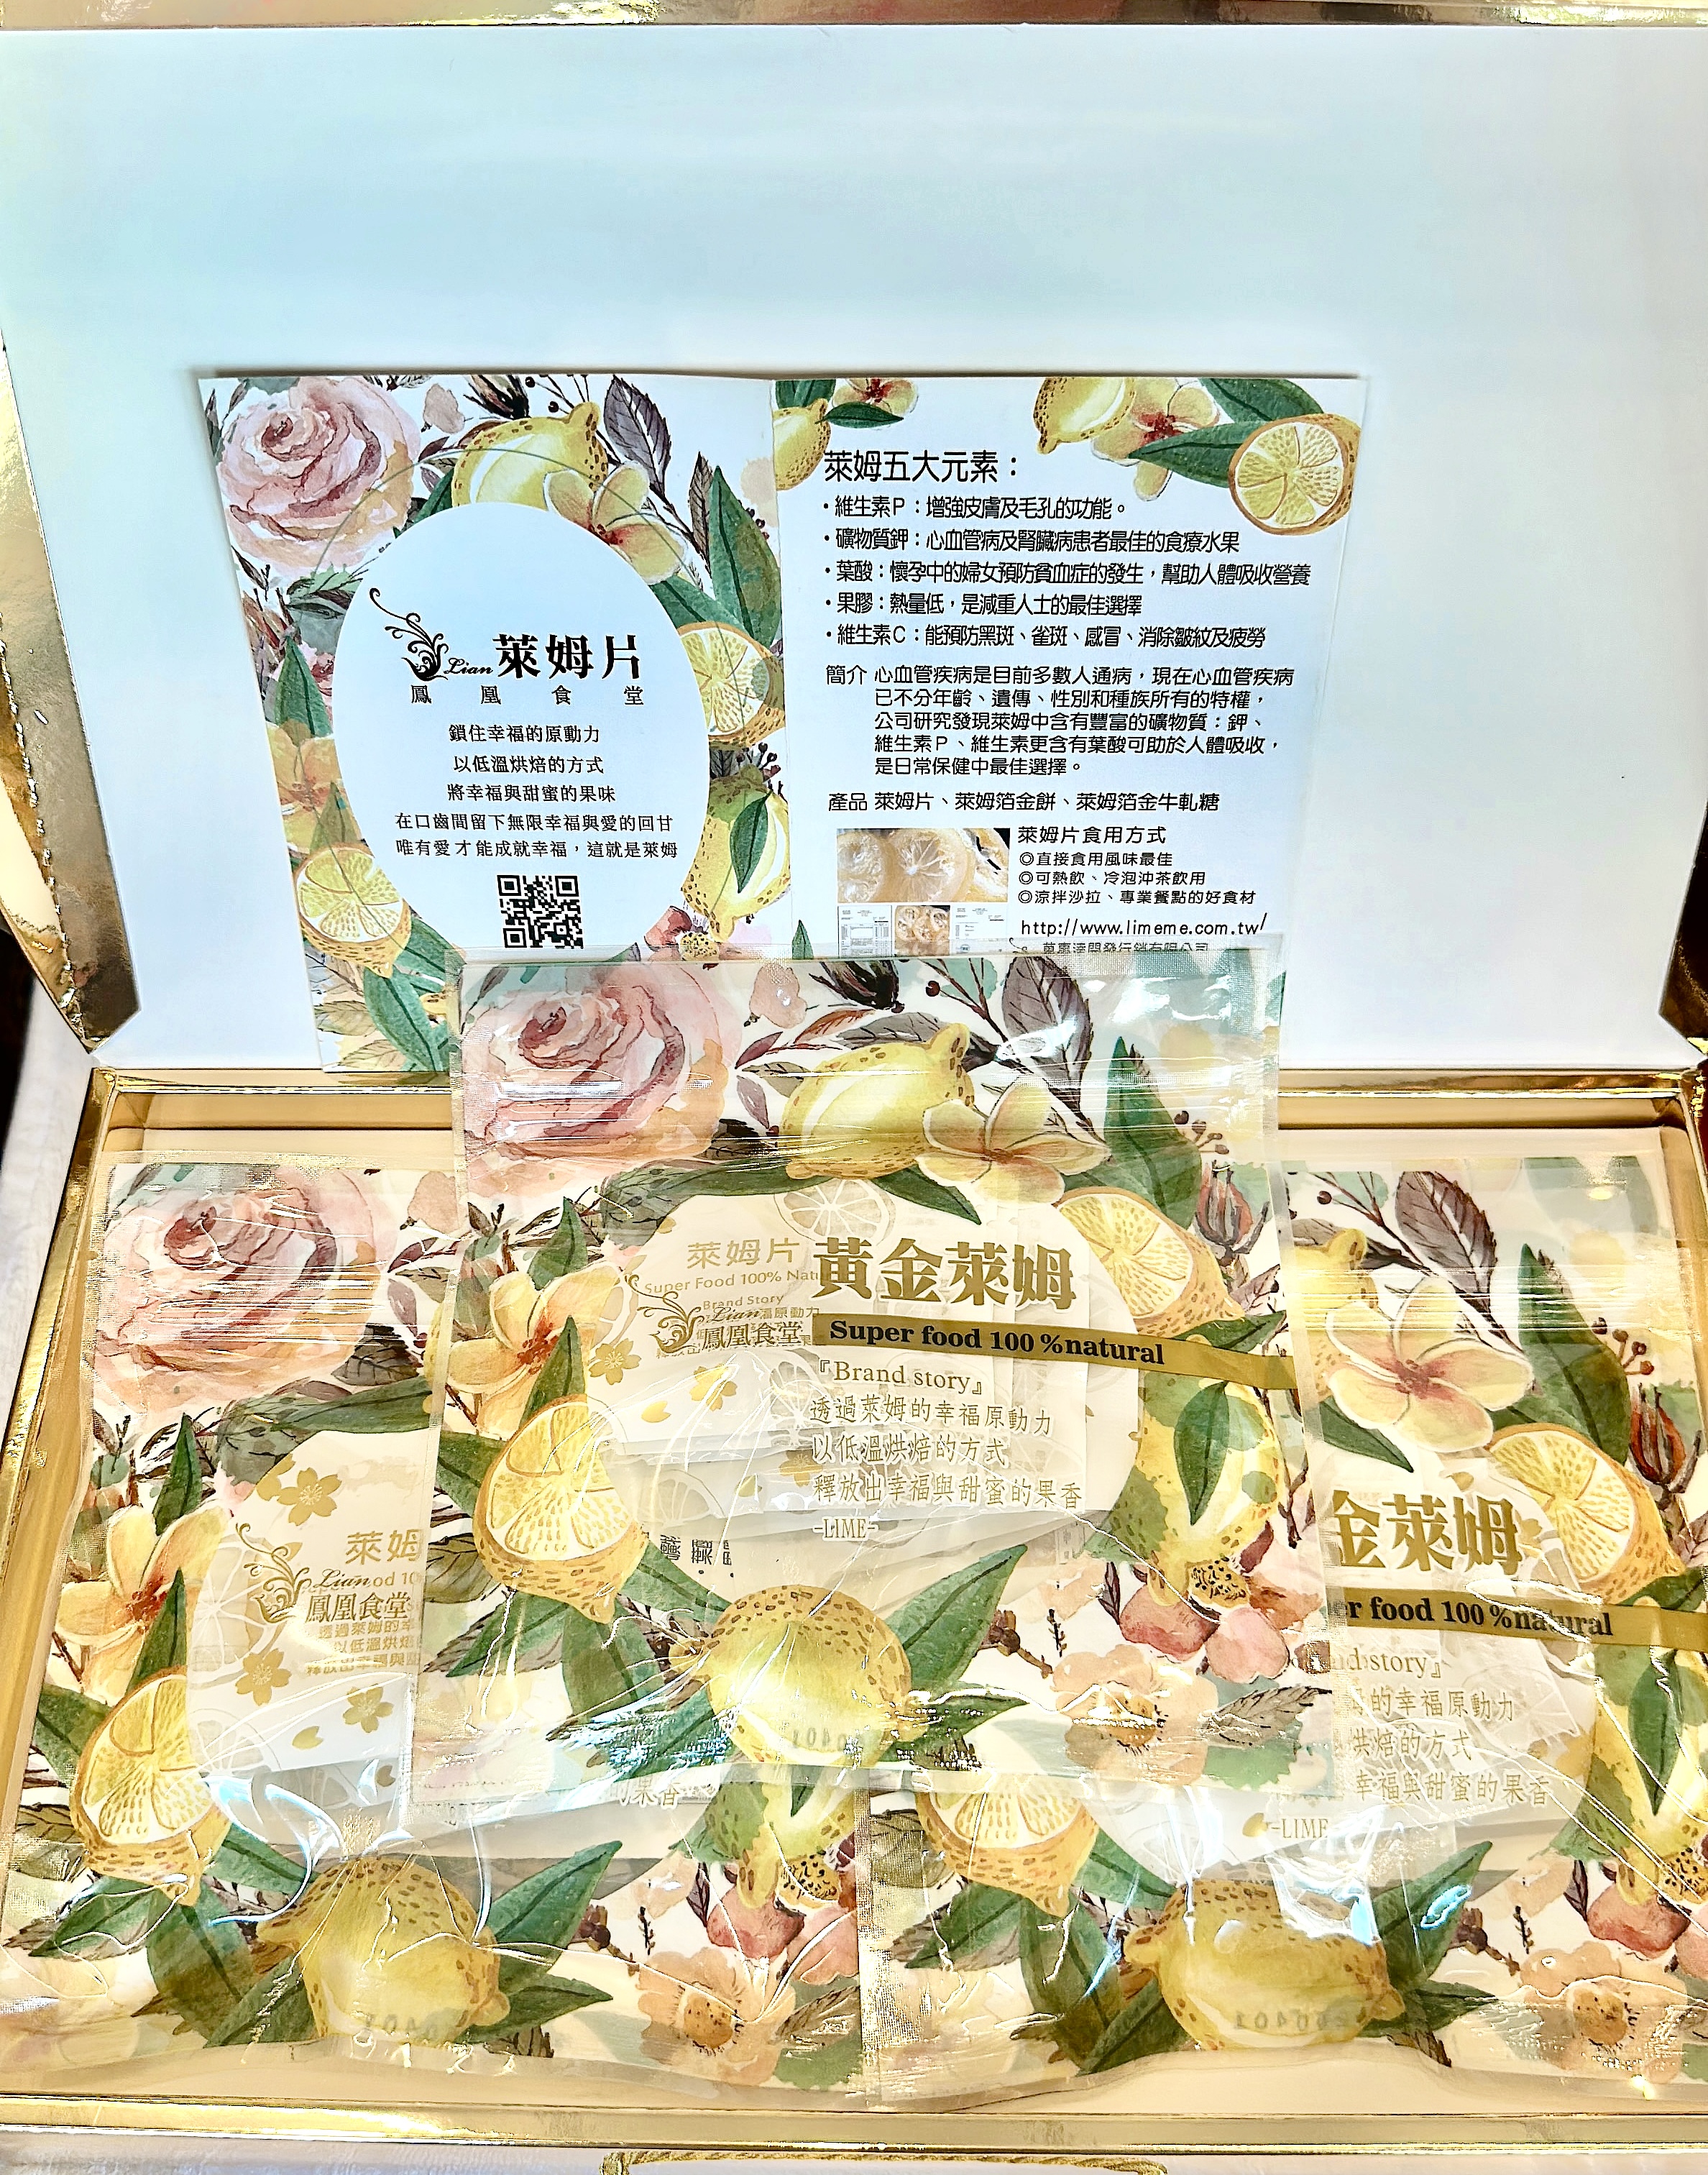 Lian 萊姆片
鳳凰食堂
鎖住幸福的原動力
以低溫烘焙的方式
將幸福與甜蜜的果味
在口齒間留下無限幸福與愛的回甘
唯有愛才能成就幸福，這就是萊姆
萊姆五大元素：
・維生素P：增強皮膚及毛孔的功能。
・礦物質鉀：心血管病及腎臟病患者最佳的食療水果
・葉酸：懷孕中的婦女預防貧血症的發生，幫助人體吸收營養
・果膠：熱量低，是減重人士的最佳選擇
・維生素C：能預防黑斑、雀斑、感冒、消除皺紋及疲勞
簡介 心血管疾病是目前多數人通病，現在心血管疾病
已不分年齡、遺傳、性別和種族所有的特權，
公司研究發現萊姆中含有豐富的礦物質：鉀、
維生素P、維生素更含有葉酸可助於人體吸收，
是日常保健中最佳選擇。
產品 萊姆片、萊姆箔金餅、萊姆箔金牛軋糖
萊姆片食用方式
◎直接食用風味最佳
◎可熱飲、冷泡沖茶飲用
◎涼拌沙拉、專業餐點的好食材
http://www.limeme.com.tw/
萊姆片
Super Food 100% Natu
Brand Story
Lian
鳳凰食堂
黃金萊姆
Super food 100%natural
『Brand story』
透過萊姆的幸福原動力
以低溫烘焙的方式
釋放出幸福與甜蜜的果香
-LIME-
萊姆
Lian
鳳凰食堂
果香
金萊姆
er food 100%natural
nd story』
的幸福原動力
烘焙的方式
幸福與甜蜜的果香
-LIME